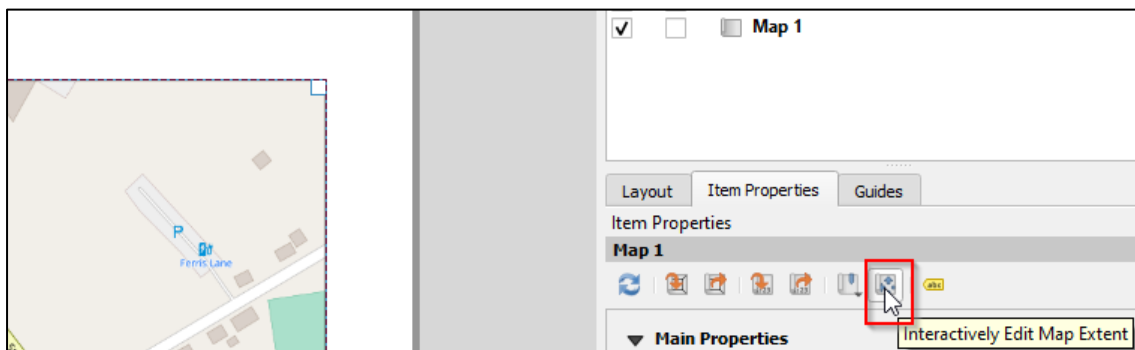 Map 1
Layout
Item Properties
Guides
Item Properties
Map 1
abc
Interactively Edit Map Extent
Main Properties
P
Ferris Lane